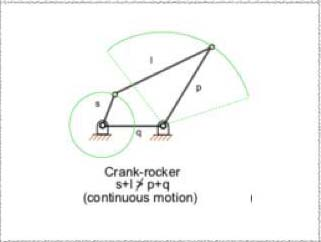 l
s
p
q
Crank-rocker
s+l ≯ p+q
(continuous motion)